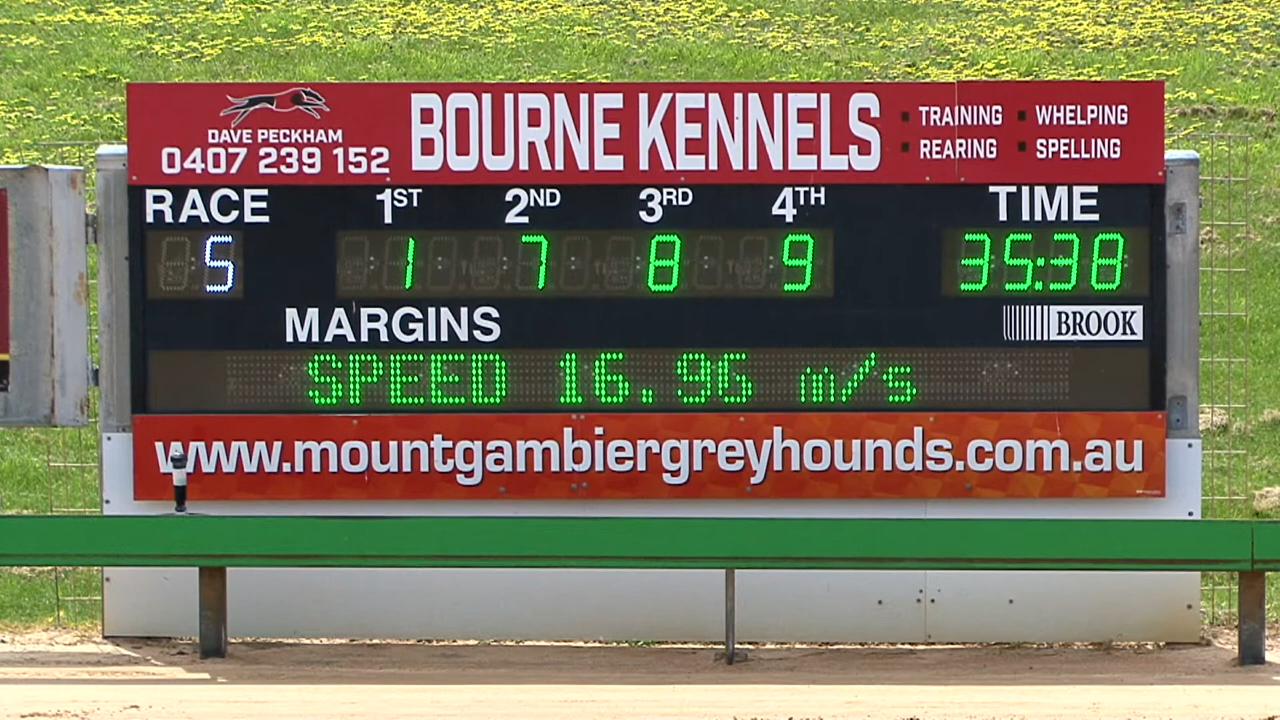 DAVE PECKHAM
0407 239 152
BOURNE KENNELS
TRAINING
WHELPING
REARING
SPELLING
RACE 1ST 2ND 3RD 4TH TIME
5 1 7 8 9 35:38
MARGINS
BROOK
SPEED 16.96 m/s
www.mountgambiergreyhounds.com.au